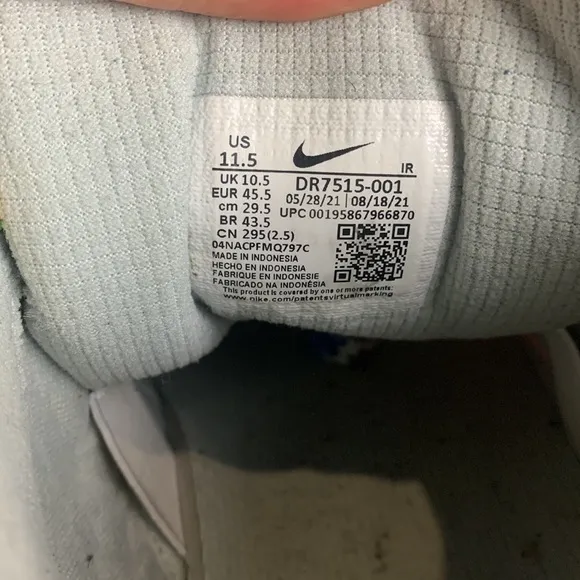 US
11.5
IR
UK 10.5
DR7515-001
EUR 45.5
05/28/21 | 08/18/21
cm 29.5
UPC 00195867966870
BR 43.5
CN 295(2.5)
04NACPFMQ797C
MADE IN INDONESIA
HECHO EN INDONESIA
FABRIQUE EN INDONESIE
FABRICADO NA INDONÉSIA
This product is covered by one or more patents.
www.nike.com/patentsvirtualmarking